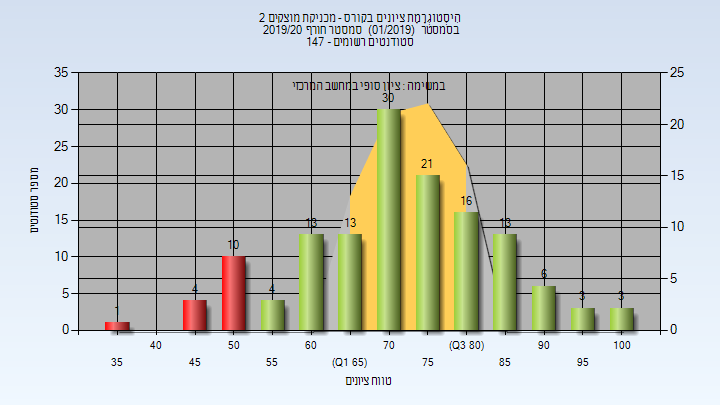 היסטוגרמת ציונים בקורס - מכניקת מוצקים 2
בסמסטר (01/2019) סמסטר חורף 2019/20
סטודנטים רשומים - 147
במשימה : ציון סופי במחשב המרכזי
35 30 25 20 15 10 5 0
25 20 15 10 5 0
מספר סטודנטים
1 4 10 4 13 13 30 21 16 13 6 3 3
40 50 60 70 (Q3 80) 90 100
35 45 55 (Q1 65) 75 85 95
טווח ציונים